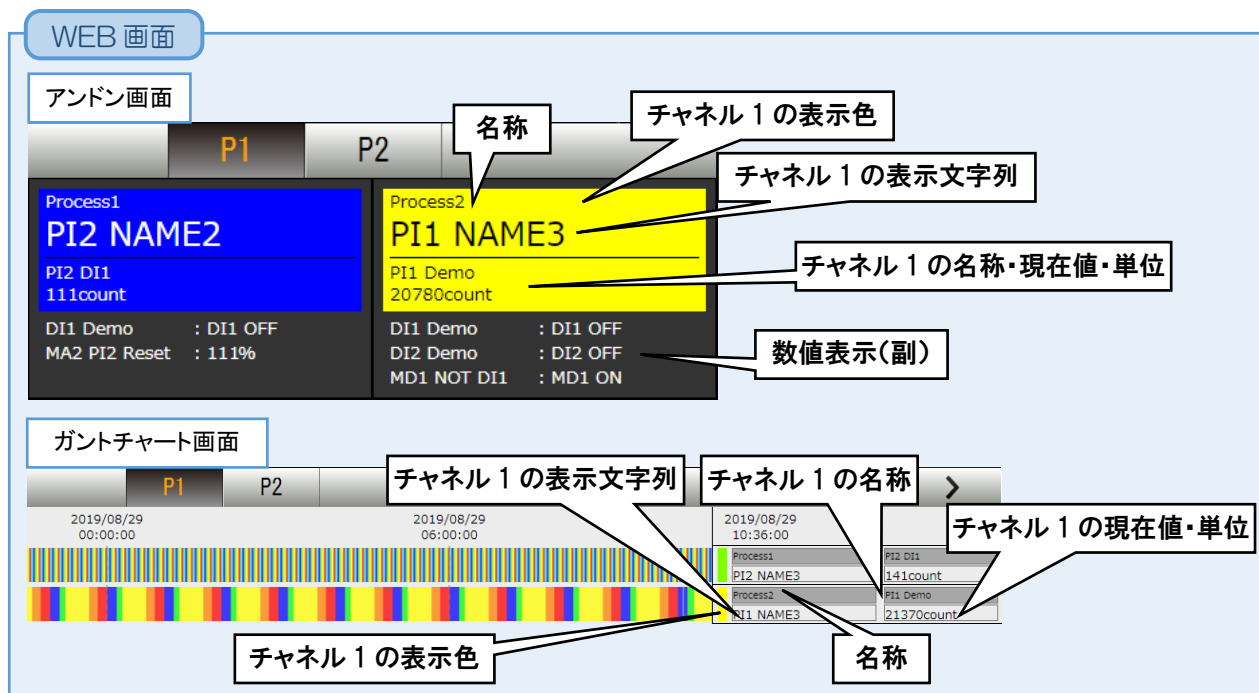 WEB 画面
アンドン画面
名称
チャネル 1 の表示色
P1
P2
チャネル 1 の表示文字列
Process1
PI2 NAME2
PI2 DI1
111count
DI1 Demo : DI1 OFF
MA2 PI2 Reset : 111%
Process2
PI1 NAME3
PI1 Demo
20780count
DI1 Demo : DI1 OFF
DI2 Demo : DI2 OFF
MD1 NOT DI1 : MD1 ON
チャネル 1 の名称・現在値・単位
数値表示(副)
ガントチャート画面
P1
P2
チャネル 1 の表示文字列
チャネル 1 の名称
>
チャネル 1 の現在値・単位
2019/08/29
00:00:00
2019/08/29
06:00:00
2019/08/29
10:36:00
Process1
PI2 DI1
PI2 NAME3
141count
Process2
PI1 Demo
PI1 NAME3
21370count
チャネル 1 の表示色
名称